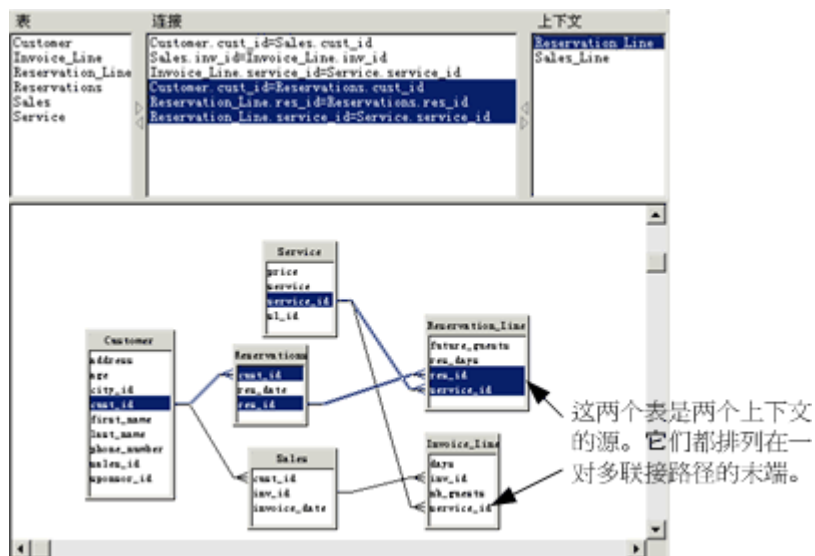 表
连接
上下文
Customer
Invoice_Line
Reservation_Line
Reservations
Sales
Service
Customer.cust_id=Sales.cust_id
Sales.inv_id=Invoice_Line.inv_id
Invoice_Line.service_id=Service.service_id
Customer.cust_id=Reservations.cust_id
Reservation_Line.res_id=Reservations.res_id
Reservation_Line.service_id=Service.service_id
Reservation_Line
Sales_Line
Service
price
service
service_id
sl_id
Customer
address
age
city_id
cust_id
first_name
last_name
phone_number
sales_id
sponsor_id
Reservations
cust_id
res_date
res_id
Reservation_Line
future_guests
res_days
res_id
service_id
Sales
cust_id
inv_id
invoice_date
Invoice_Line
days
inv_id
nb_guests
service_id
这两个表是两个上下文
的源。它们都排列在一
对多联接路径的末端。